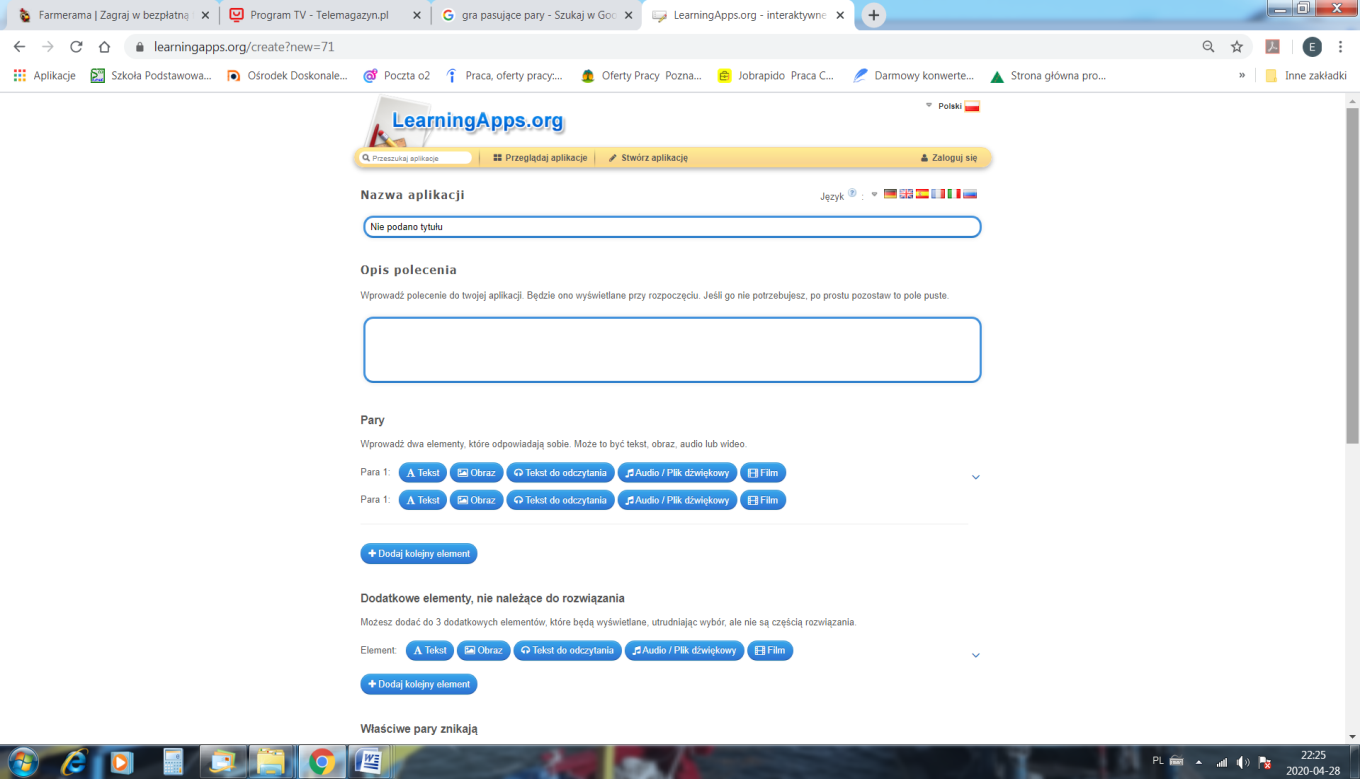 Farmerama | Zagraj w bezpłatną
Program TV - Telemagazyn.pl
gra pasujące pary - Szukaj w Goo
LearningApps.org - interaktywne
learningapps.org/create?new=71
E
Aplikacje
Szkoła Podstawowa...
Ośrodek Doskonale...
Poczta o2
Praca, oferty pracy:...
Oferty Pracy Pozna...
Jobrapido Praca C...
Darmowy konwerte...
Strona główna pro...
»
Inne zakładki
LearningApps.org
Polski
Przeszukaj aplikacje
Przeglądaj aplikacje
Stwórz aplikację
Zaloguj się
Nazwa aplikacji
Język ? :
Nie podano tytułu
Opis polecenia
Wprowadź polecenie do twojej aplikacji. Będzie ono wyświetlane przy rozpoczęciu. Jeśli go nie potrzebujesz, po prostu pozostaw to pole puste.
Pary
Wprowadź dwa elementy, które odpowiadają sobie. Może to być tekst, obraz, audio lub wideo.
Para 1: A Tekst Obraz Tekst do odczytania Audio / Plik dźwiękowy Film
Para 1: A Tekst Obraz Tekst do odczytania Audio / Plik dźwiękowy Film
+ Dodaj kolejny element
Dodatkowe elementy, nie należące do rozwiązania
Możesz dodać do 3 dodatkowych elementów, które będą wyświetlane, utrudniając wybór, ale nie są częścią rozwiązania.
Element: A Tekst Obraz Tekst do odczytania Audio / Plik dźwiękowy Film
+ Dodaj kolejny element
Właściwe pary znikają
PL
22:25
2020-04-28